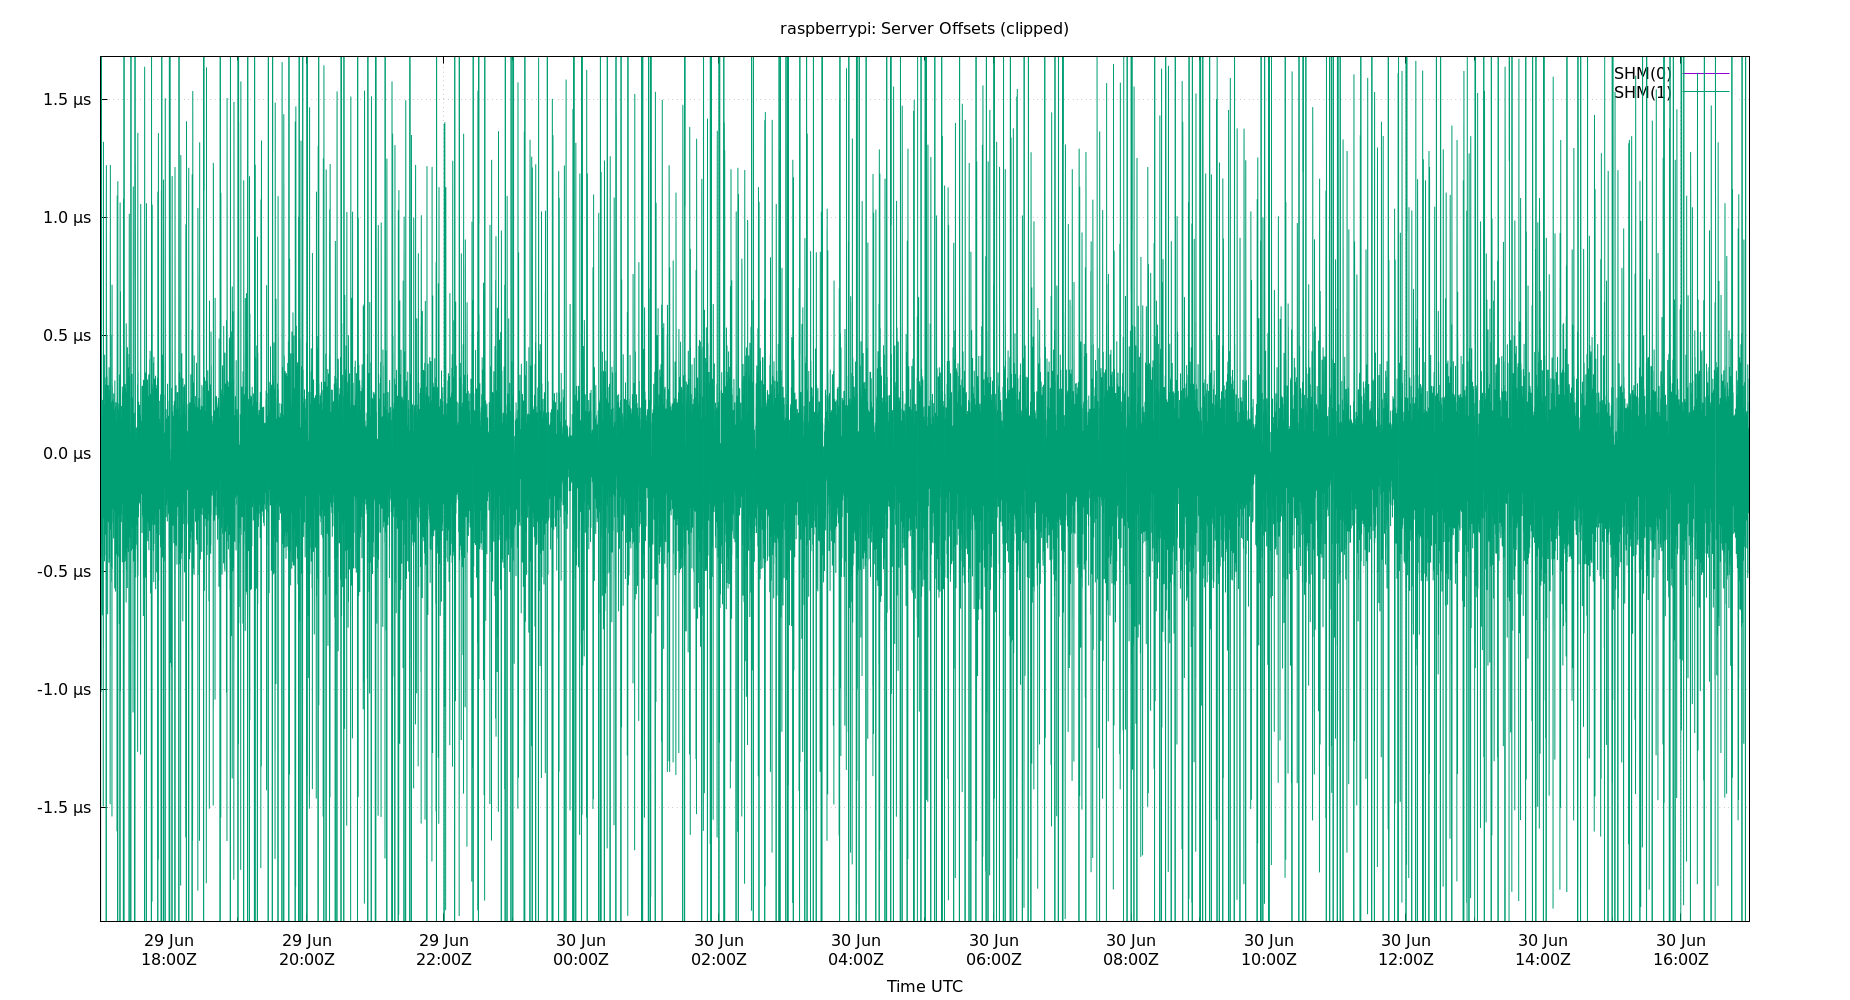 raspberrypi: Server Offsets (clipped)
SHM(0)
SHM(1)
1.5 µs
1.0 µs
0.5 µs
0.0 µs
-0.5 µs
-1.0 µs
-1.5 µs
29 Jun 29 Jun 29 Jun 30 Jun 30 Jun 30 Jun 30 Jun 30 Jun 30 Jun 30 Jun 30 Jun 30 Jun
18:00Z 20:00Z 22:00Z 00:00Z 02:00Z 04:00Z 06:00Z 08:00Z 10:00Z 12:00Z 14:00Z 16:00Z
Time UTC